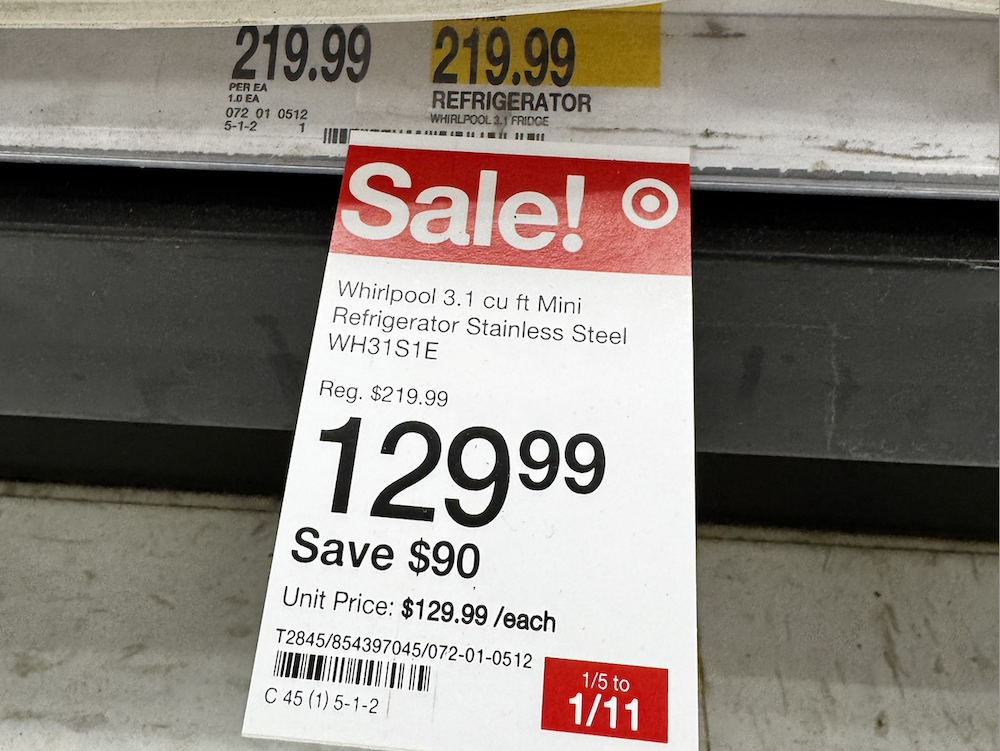 219.99
PER EA
1.0 EA
072 01 0512
5-1-2 1
219.99
REFRIGERATOR
WHIRLPOOL 3.1 FRIDGE
Sale!
Whirlpool 3.1 cu ft Mini
Refrigerator Stainless Steel
WH31S1E
Reg. $219.99
129 99
Save $90
Unit Price: $129.99 /each
T2845/854397045/072-01-0512
C 45 (1) 5-1-2
1/5 to
1/11